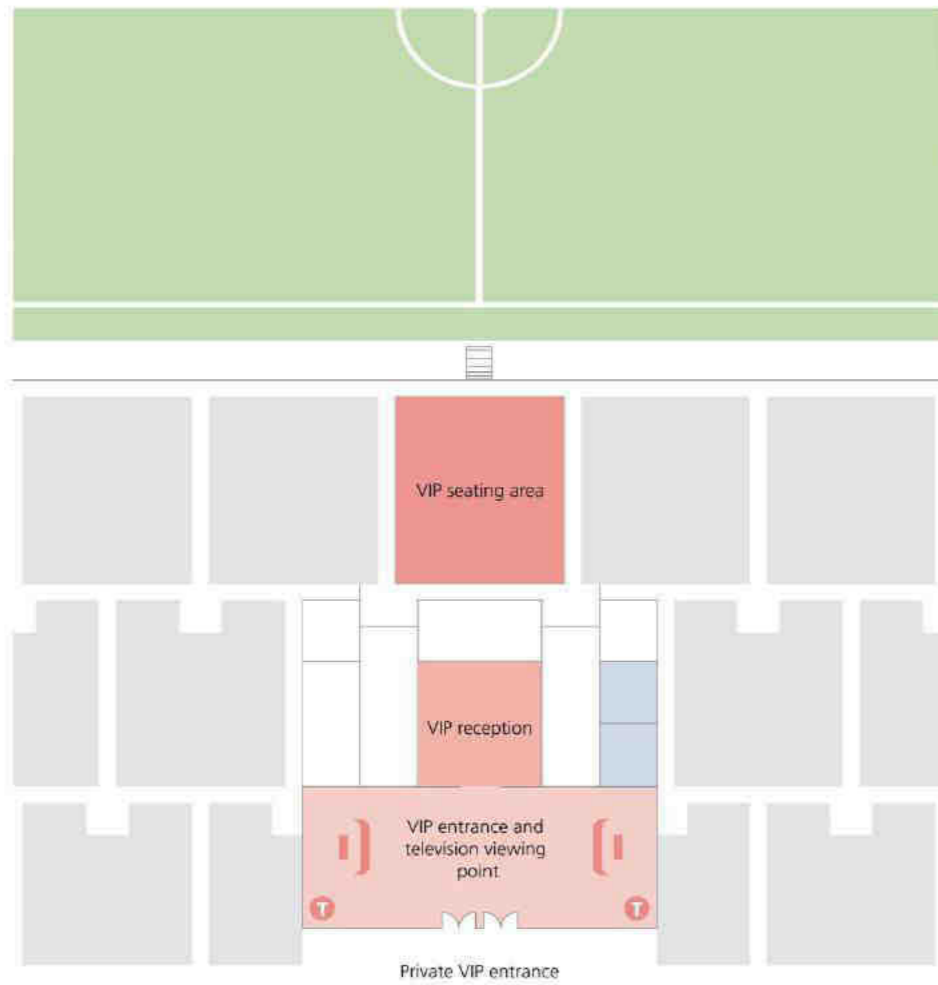 VIP seating area
VIP reception
VIP entrance and
television viewing
point
T
T
Private VIP entrance